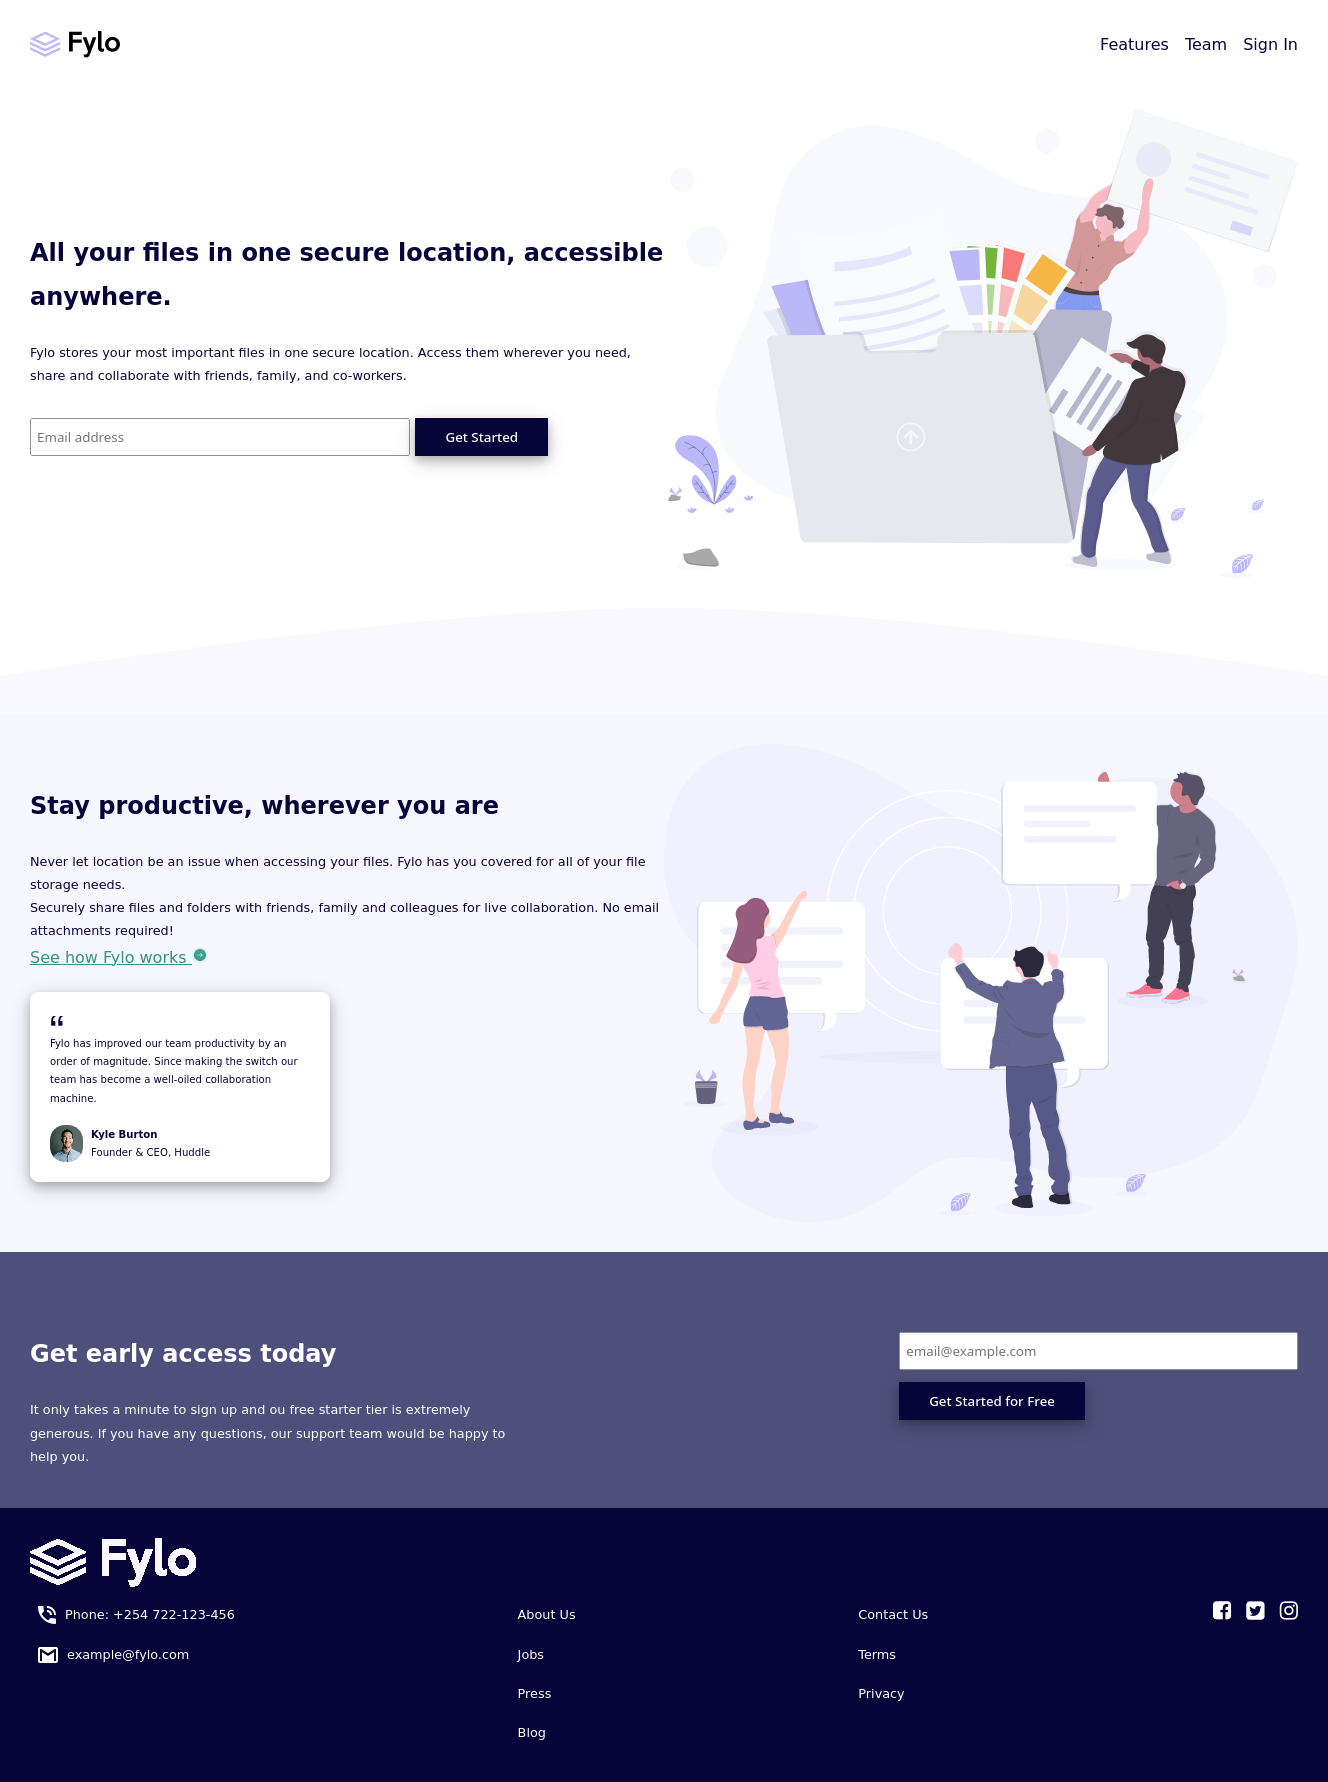 Fylo
Features Team Sign In
All your files in one secure location, accessible
anywhere.
Fylo stores your most important files in one secure location. Access them wherever you need,
share and collaborate with friends, family, and co-workers.
Email address
Get Started
Stay productive, wherever you are
Never let location be an issue when accessing your files. Fylo has you covered for all of your file
storage needs.
Securely share files and folders with friends, family and colleagues for live collaboration. No email
attachments required!
See how Fylo works
“
Fylo has improved our team productivity by an
order of magnitude. Since making the switch our
team has become a well-oiled collaboration
machine.
Kyle Burton
Founder & CEO, Huddle
Get early access today
It only takes a minute to sign up and ou free starter tier is extremely
generous. If you have any questions, our support team would be happy to
help you.
email@example.com
Get Started for Free
Fylo
Phone: +254 722-123-456
example@fylo.com
About Us
Jobs
Press
Blog
Contact Us
Terms
Privacy